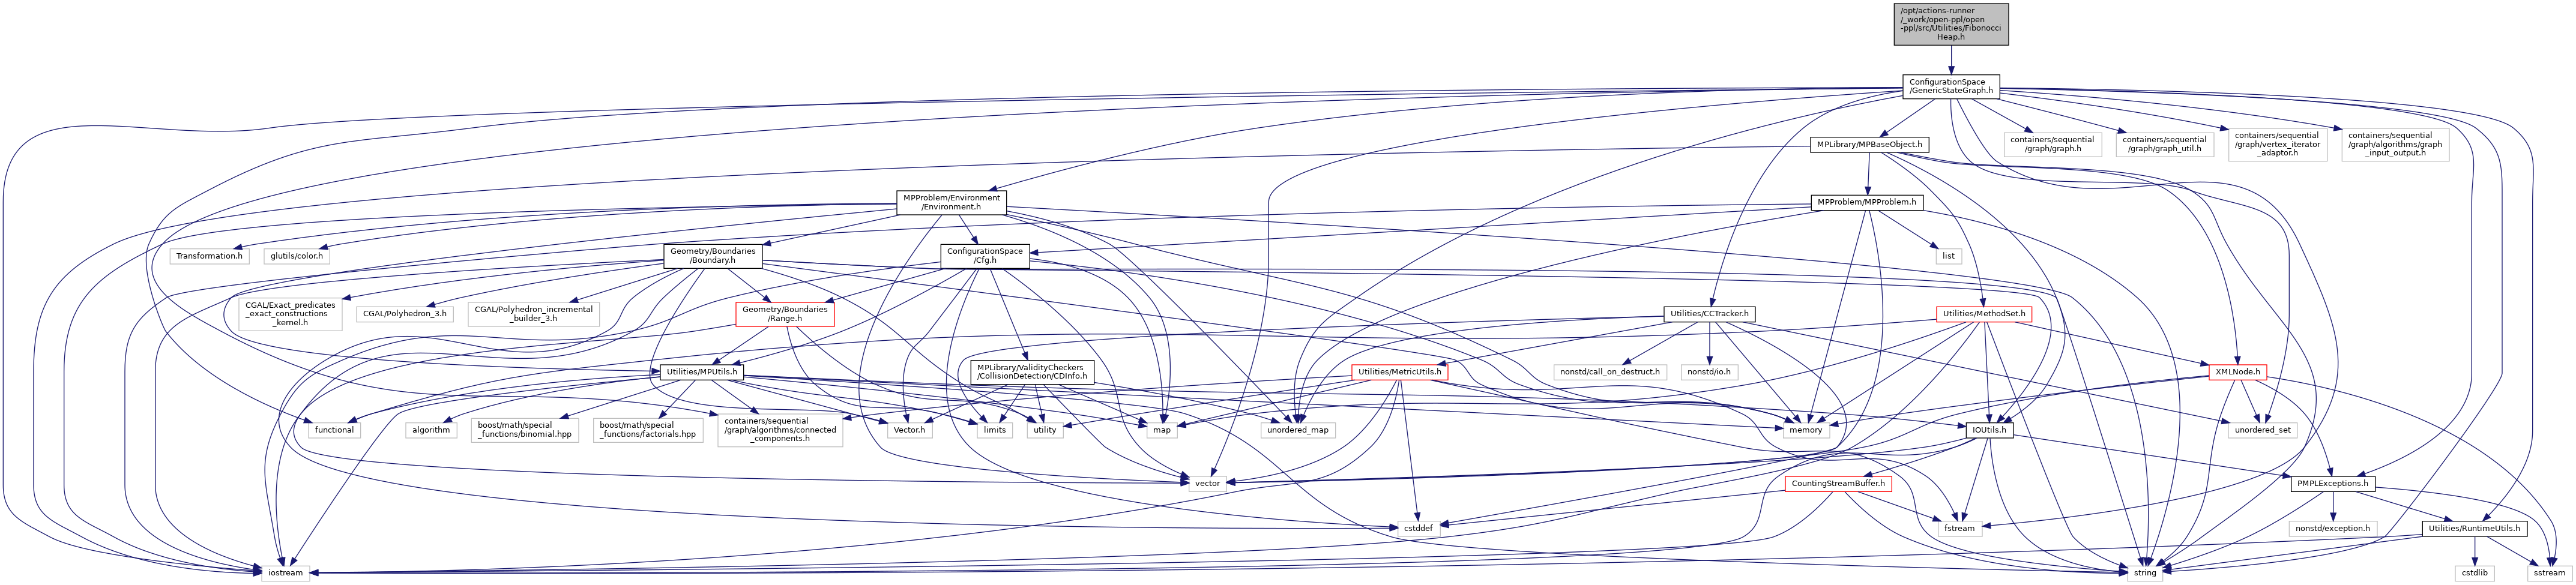 /opt/actions-runner
/_work/open-ppl/open
-ppl/src/Utilities/Fibonocci
Heap.h
ConfigurationSpace
/GenericStateGraph.h
MPLibrary/MPBaseObject.h
containers/sequential
/graph/graph.h
containers/sequential
/graph/graph_util.h
containers/sequential
/graph/vertex_iterator
_adaptor.h
containers/sequential
/graph/algorithms/graph
_input_output.h
MPProblem/Environment
/Environment.h
MPProblem/MPProblem.h
Transformation.h
glutils/color.h
Geometry/Boundaries
/Boundary.h
ConfigurationSpace
/Cfg.h
list
CGAL/Exact_predicates
_exact_constructions
_kernel.h
CGAL/Polyhedron_3.h
CGAL/Polyhedron_incremental
_builder_3.h
Geometry/Boundaries
/Range.h
Utilities/CCTracker.h
Utilities/MethodSet.h
Utilities/MPUtils.h
MPLibrary/ValidityCheckers
/CollisionDetection/CDInfo.h
Utilities/MetricUtils.h
nonstd/call_on_destruct.h
nonstd/io.h
XMLNode.h
functional
algorithm
boost/math/special
_functions/binomial.hpp
boost/math/special
_functions/factorials.hpp
containers/sequential
/graph/algorithms/connected
_components.h
Vector.h
limits
utility
map
unordered_map
memory
IOUtils.h
unordered_set
vector
CountingStreamBuffer.h
PMPLExceptions.h
cstddef
fstream
nonstd/exception.h
Utilities/RuntimeUtils.h
iostream
string
cstdlib
sstream